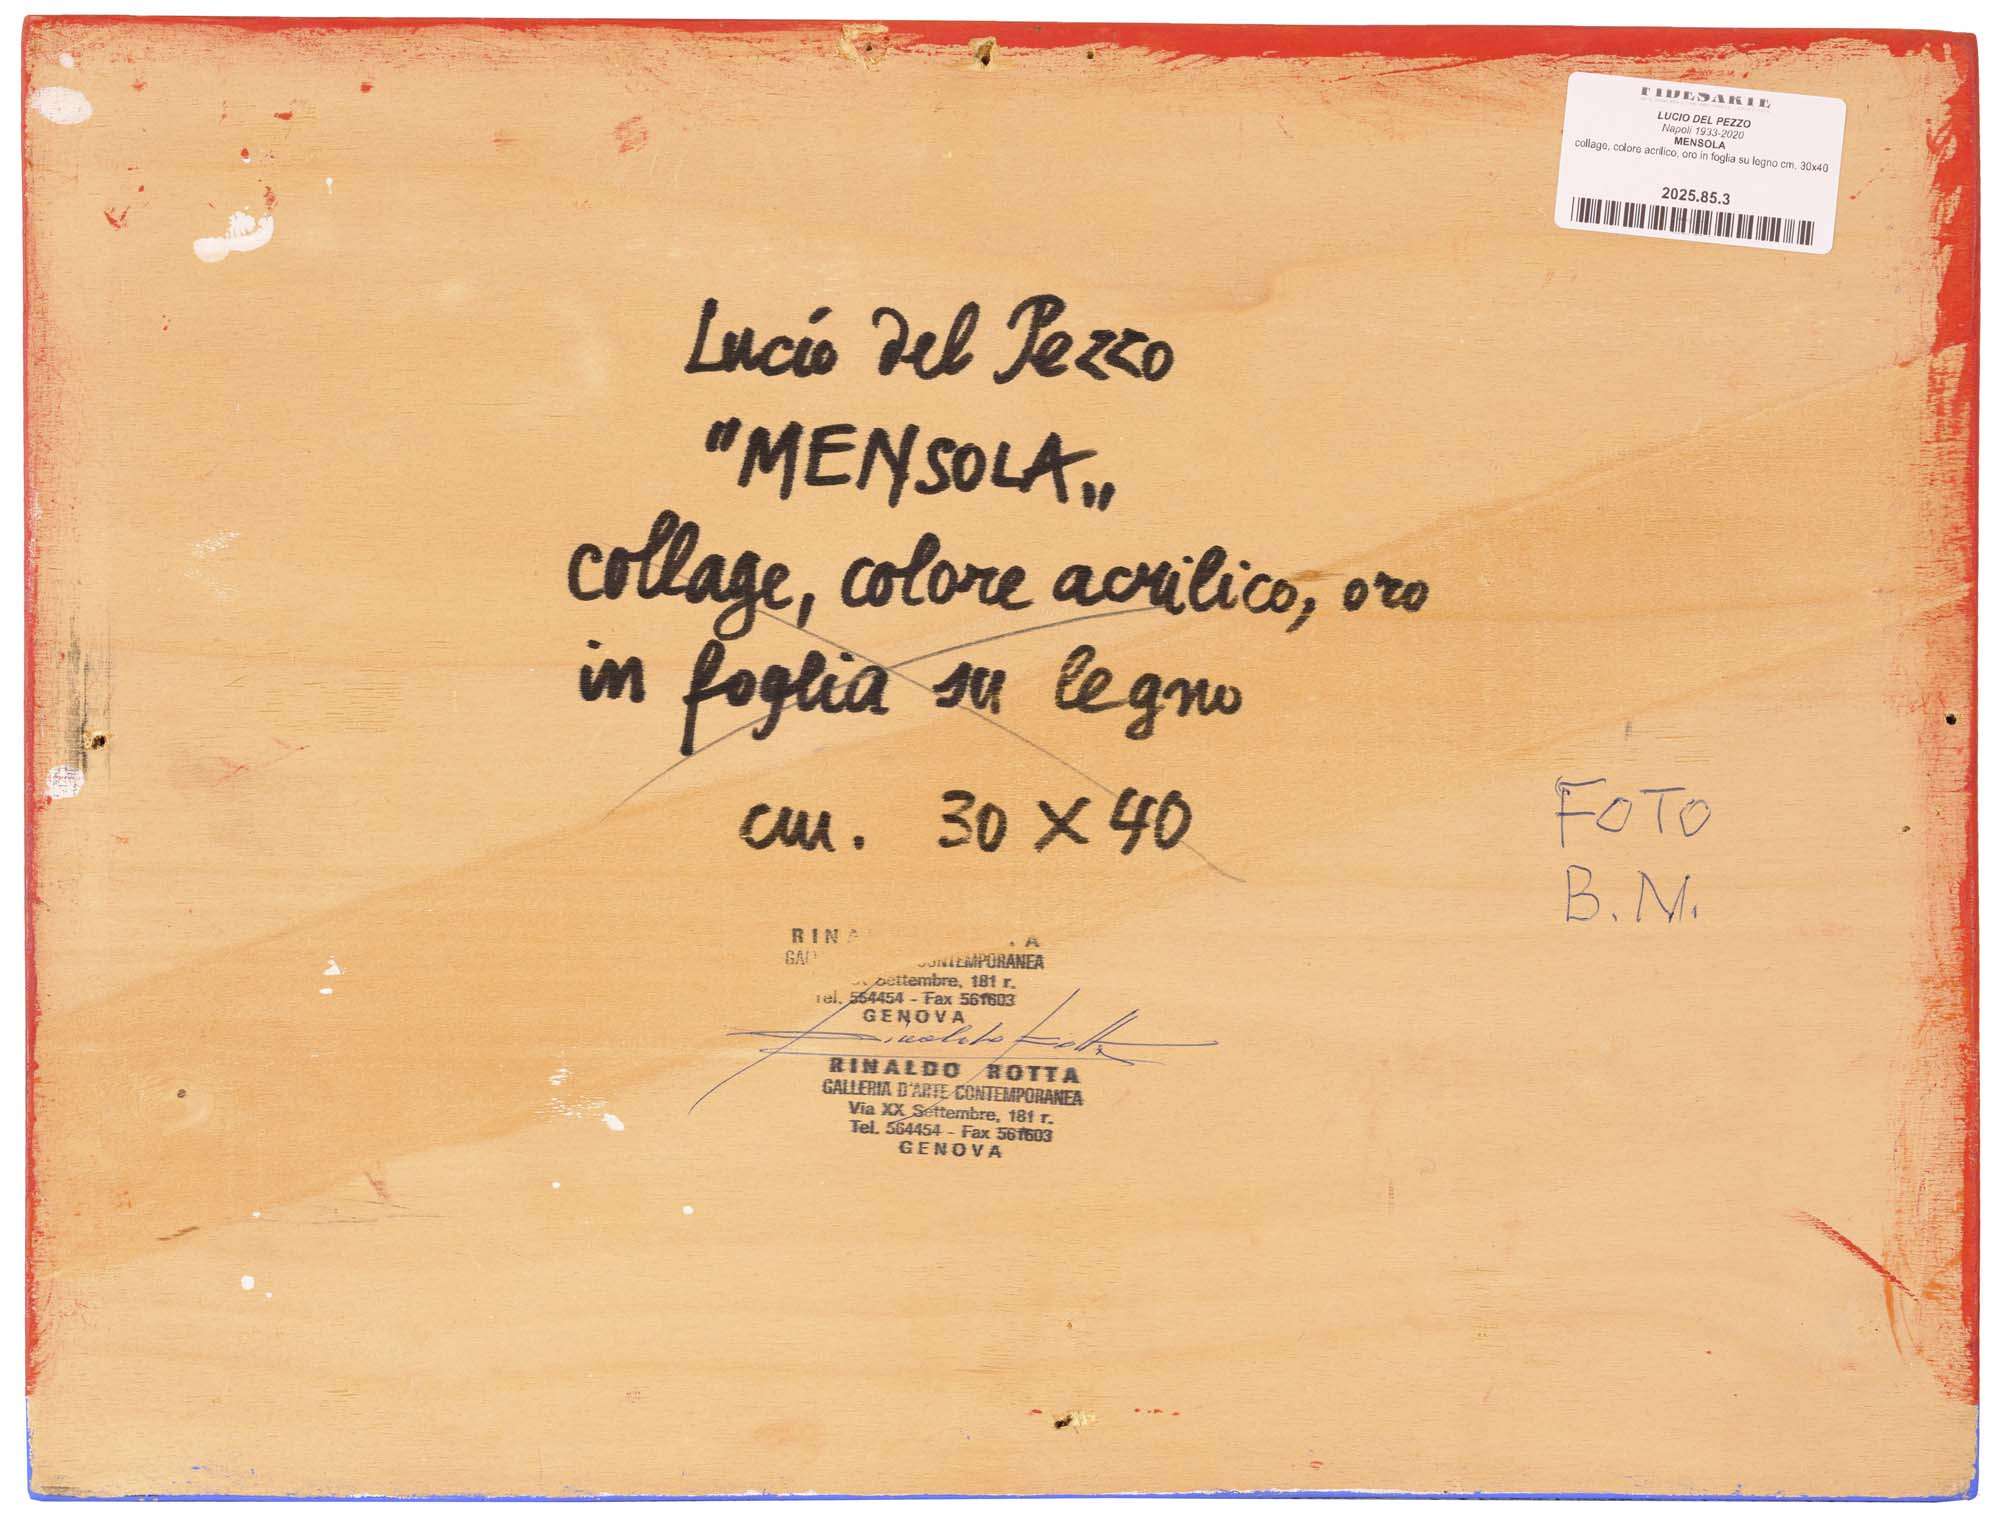 FIDESARTE
LUCIO DEL PEZZO
Napoli 1933-2020
MENSOLA
collage, colore acrilico, oro in foglia su legno cm. 30x40
2025.85.3
Lucio del Pezzo
"MENSOLA"
collage, colore acrilico, oro
in foglia su legno
cm. 30 X 40
FOTO
B.M.
CONTEMPORANEA
Settembre, 181 r.
Tel. 564454 - Fax 561603
GENOVA
Rinaldo Rotta
RINALDO ROTTA
GALLERIA D'ARTE CONTEMPORANEA
Via XX Settembre, 181 r.
Tel. 564454 - Fax 561603
GENOVA